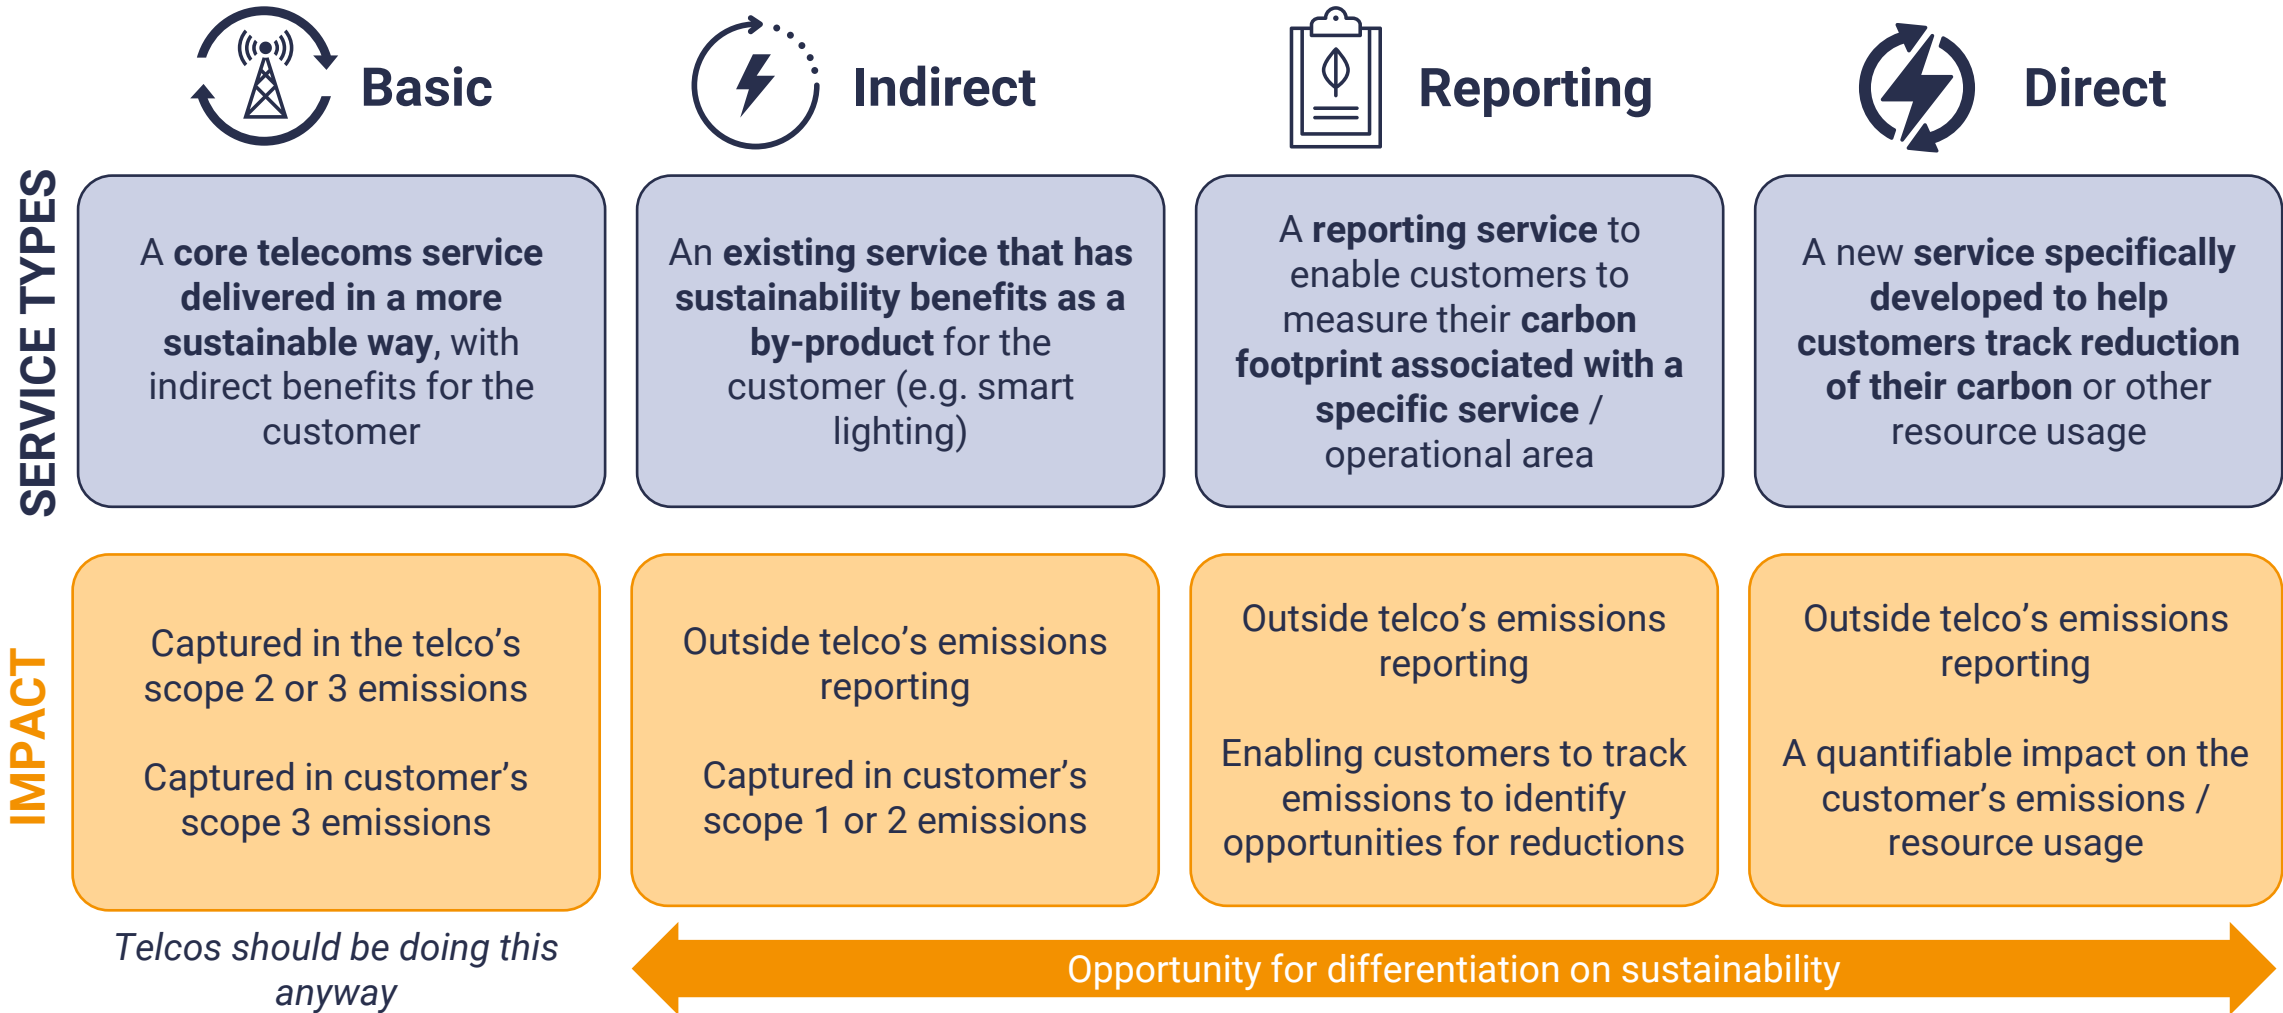 Basic
Indirect
Reporting
Direct
SERVICE TYPES
A core telecoms service
delivered in a more
sustainable way, with
indirect benefits for the
customer
An existing service that has
sustainability benefits as a
by-product for the
customer (e.g. smart
lighting)
A reporting service to
enable customers to
measure their carbon
footprint associated with a
specific service /
operational area
A new service specifically
developed to help
customers track reduction
of their carbon or other
resource usage
IMPACT
Captured in the telco’s
scope 2 or 3 emissions
Captured in customer’s
scope 3 emissions
Outside telco’s emissions
reporting
Captured in customer’s
scope 1 or 2 emissions
Outside telco’s emissions
reporting
Enabling customers to track
emissions to identify
opportunities for reductions
Outside telco’s emissions
reporting
A quantifiable impact on the
customer’s emissions /
resource usage
Telcos should be doing this
anyway
Opportunity for differentiation on sustainability